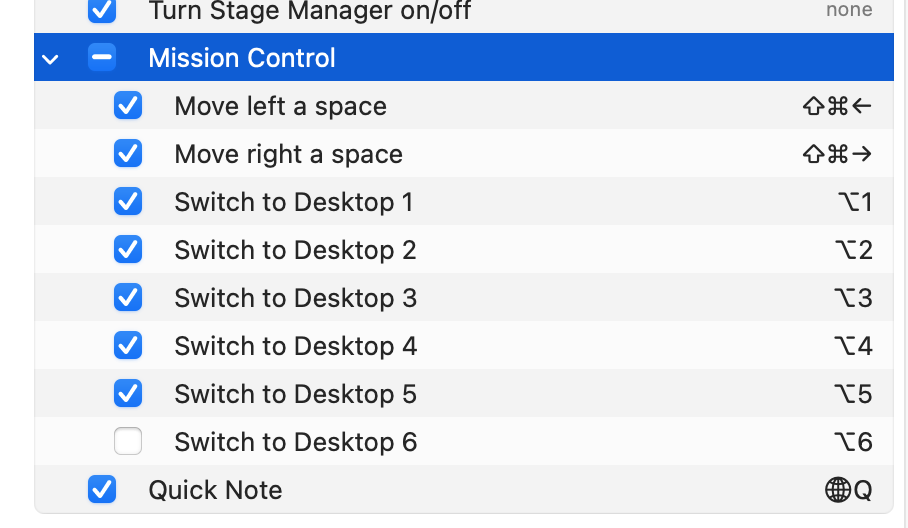 Turn Stage Manager on/off none
Mission Control
Move left a space ⇧⌘←
Move right a space ⇧⌘→
Switch to Desktop 1 ⌥1
Switch to Desktop 2 ⌥2
Switch to Desktop 3 ⌥3
Switch to Desktop 4 ⌥4
Switch to Desktop 5 ⌥5
Switch to Desktop 6 ⌥6
Quick Note 🌐︎Q